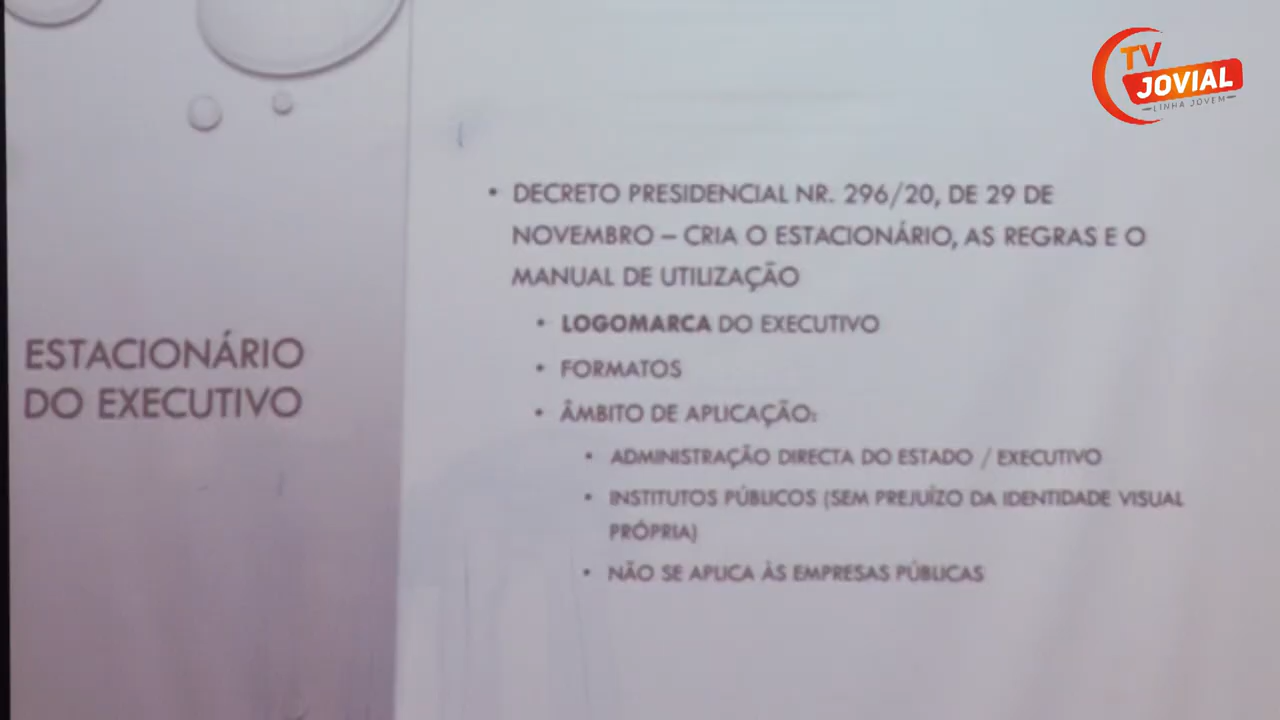 TV
JOVIAL
LINHA JOVEM
ESTACIONÁRIO
DO EXECUTIVO
• DECRETO PRESIDENCIAL NR. 296/20, DE 29 DE
NOVEMBRO – CRIA O ESTACIONÁRIO, AS REGRAS E O
MANUAL DE UTILIZAÇÃO
• LOGOMARCA DO EXECUTIVO
• FORMATOS
• ÂMBITO DE APLICAÇÃO:
• ADMINISTRAÇÃO DIRECTA DO ESTADO / EXECUTIVO
• INSTITUTOS PÚBLICOS (SEM PREJUÍZO DA IDENTIDADE VISUAL
PRÓPRIA)
• NÃO SE APLICA ÀS EMPRESAS PÚBLICAS